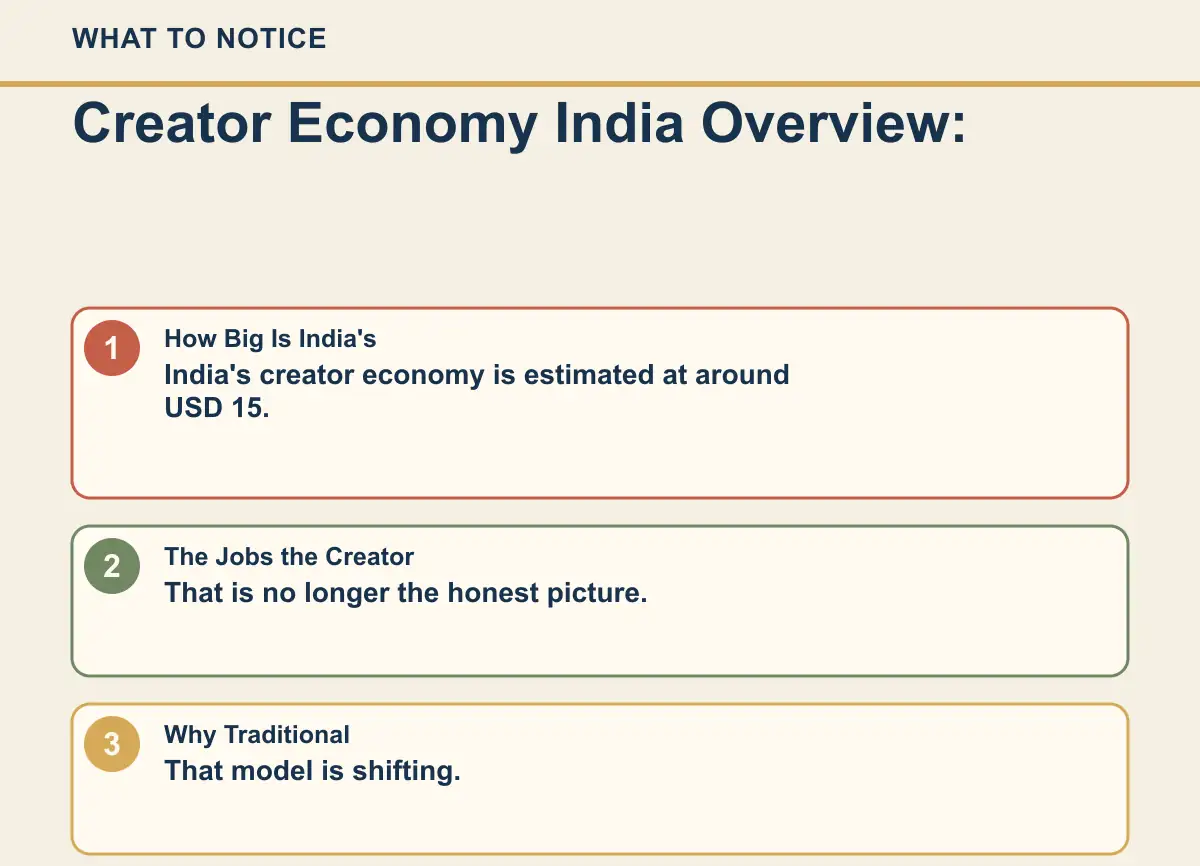 WHAT TO NOTICE
Creator Economy India Overview:
1
How Big Is India's
India's creator economy is estimated at around
USD 15.
2
The Jobs the Creator
That is no longer the honest picture.
3
Why Traditional
That model is shifting.